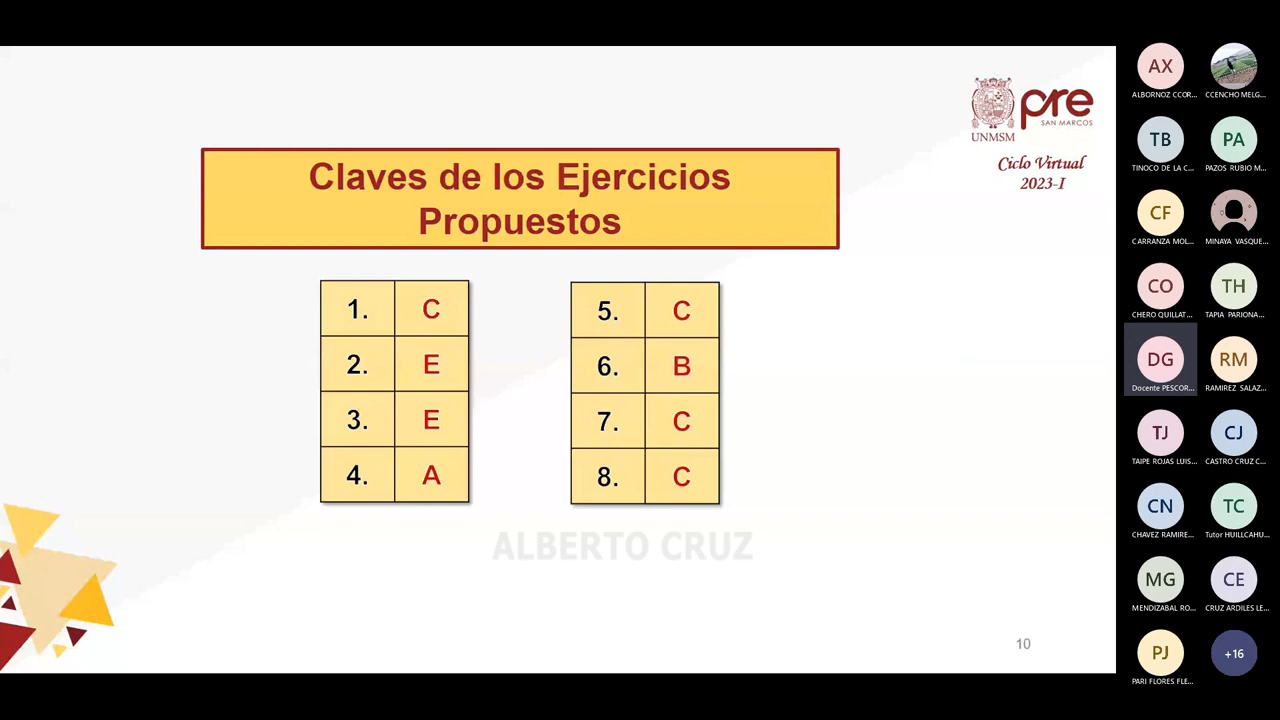 pre
SAN MARCOS
UNMSM
Ciclo Virtual
2023-I
Claves de los Ejercicios
Propuestos
1. C
2. E
3. E
4. A
5. C
6. B
7. C
8. C
ALBERTO CRUZ
10
AX
ALBORNOZ CCOR...
CCENCHO MELG...
TB
TINOCO DE LA C...
PA
PAZOS RUBIO M...
CF
CARRANZA MOL...
MINAYA VASQUE...
CO
CHERO QUILLAT...
TH
TAPIA PARIONA...
DG
Docente PESCOR...
RM
RAMIREZ SALAZ...
TJ
TAIPE ROJAS LUIS...
CJ
CASTRO CRUZ C...
CN
CHAVEZ RAMIRE...
TC
Tutor HUILLCAHU...
MG
MENDIZABAL RO...
CE
CRUZ ARDILES LE...
PJ
PARI FLORES FLE...
+16